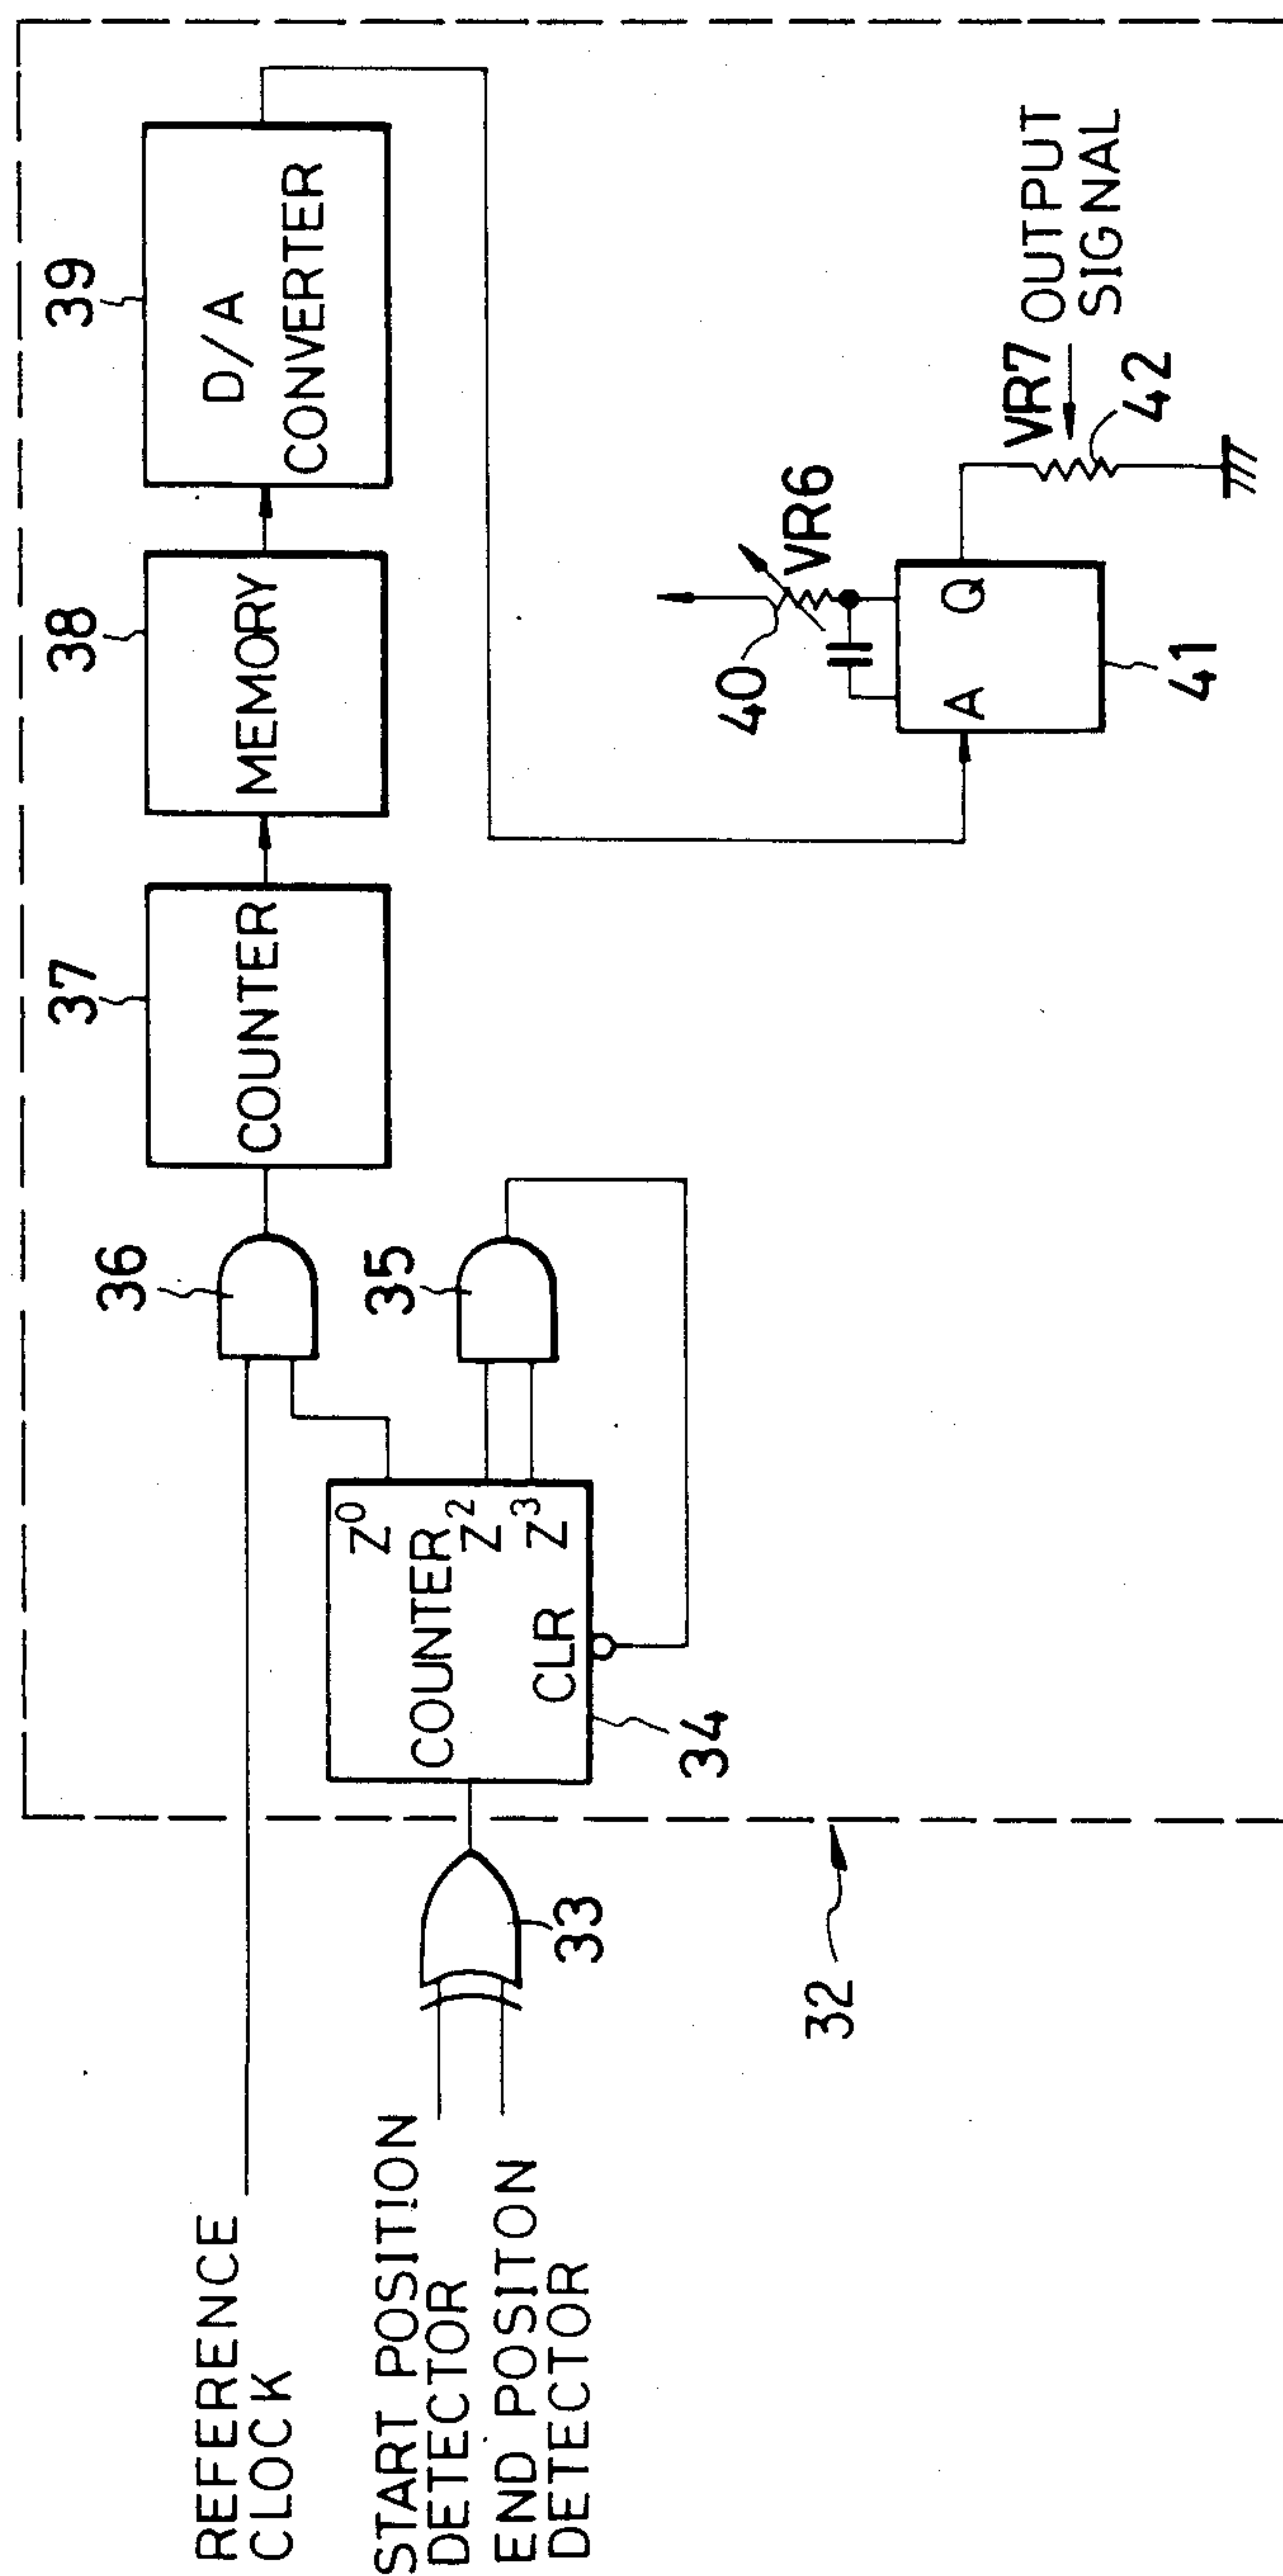 REFERENCE
CLOCK
START POSITION
DETECTOR
END POSITON
DETECTOR
32
33
34
COUNTER
Z0
Z2
Z3
CLR
35
36
37
COUNTER
38
MEMORY
39
D/A
CONVERTER
40
VR6
A
Q
41
VR7
42
OUTPUT
SIGNAL